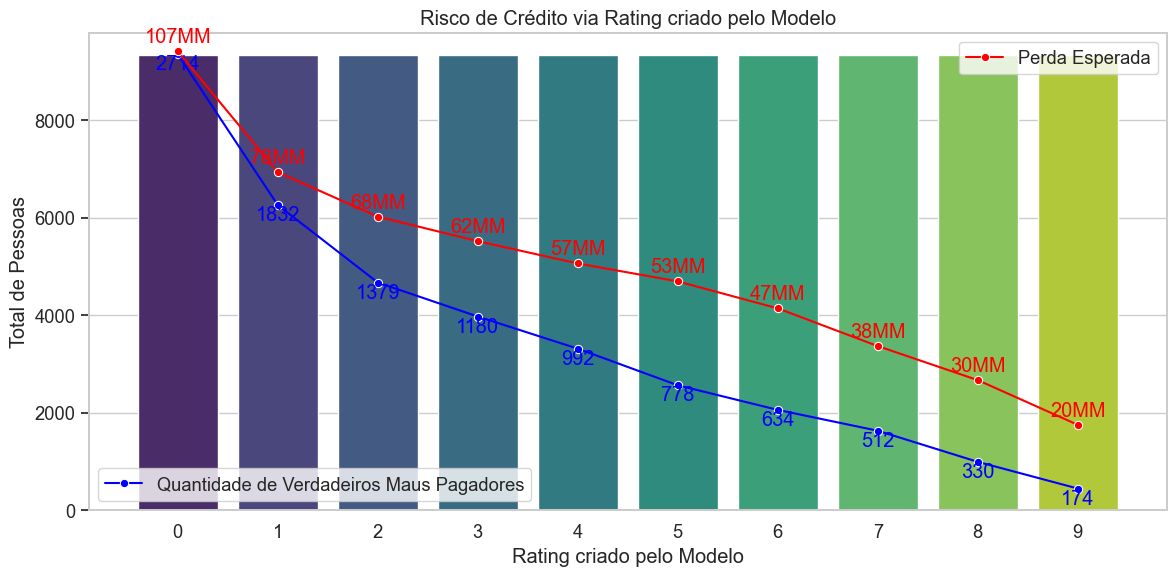 Risco de Crédito via Rating criado pelo Modelo
107MM
2714
Perda Esperada
8000
78MM
1832
68MM
6000
62MM
57MM
53MM
1379
47MM
1180
4000
992
38MM
778
30MM
634
2000
20MM
512
330
174
Quantidade de Verdadeiros Maus Pagadores
0
Total de Pessoas
0 1 2 3 4 5 6 7 8 9
Rating criado pelo Modelo